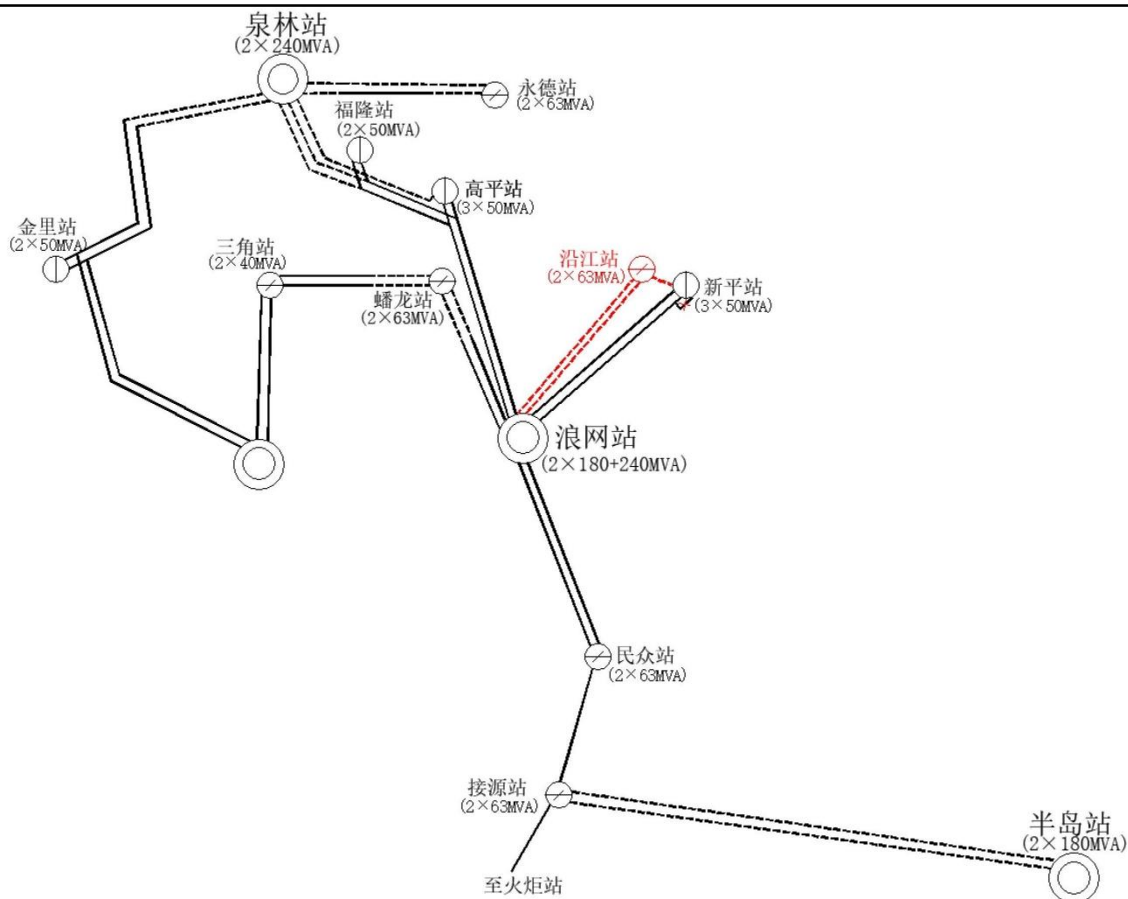 泉林站
(2×240MVA)
永德站
(2×63MVA)
福隆站
(2×50MVA)
高平站
(3×50MVA)
金里站
(2×50MVA)
三角站
(2×40MVA)
蟠龙站
(2×63MVA)
沿江站
(2×63MVA)
新平站
(3×50MVA)
浪网站
(2×180+240MVA)
民众站
(2×63MVA)
接源站
(2×63MVA)
半岛站
(2×180MVA)
至火炬站